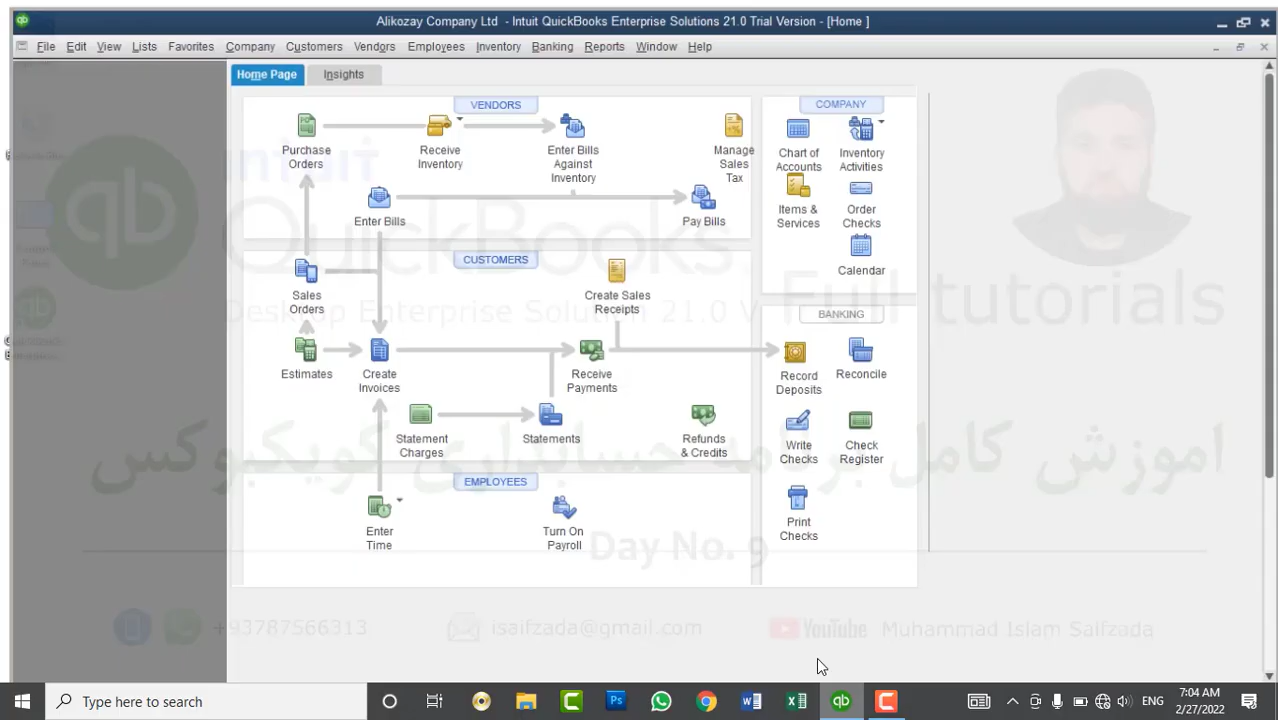 Alikozay Company Ltd - Intuit QuickBooks Enterprise Solutions 21.0 Trial Version - [Home ]
File Edit View Lists Favorites Company Customers Vendors Employees Inventory Banking Reports Window Help
Home Page Insights
VENDORS
Purchase Orders
Receive Inventory
Enter Bills Against Inventory
Manage Sales Tax
Enter Bills
Pay Bills
CUSTOMERS
Sales Orders
Create Sales Receipts
Estimates
Create Invoices
Receive Payments
Statement Charges
Statements
Refunds & Credits
EMPLOYEES
Enter Time
Turn On Payroll
COMPANY
Chart of Accounts
Inventory Activities
Items & Services
Order Checks
Calendar
BANKING
Record Deposits
Reconcile
Write Checks
Check Register
Print Checks
intuit
qb QuickBooks
Desktop Enterprise Solution 21.0 V Full tutorials
اموزش کامل برنامه حسابداری کویکبوکس
Day No. 9
+93787566313 isaifzada@gmail.com YouTube Muhammad Islam Saifzada
Type here to search
ENG
7:04 AM
2/27/2022